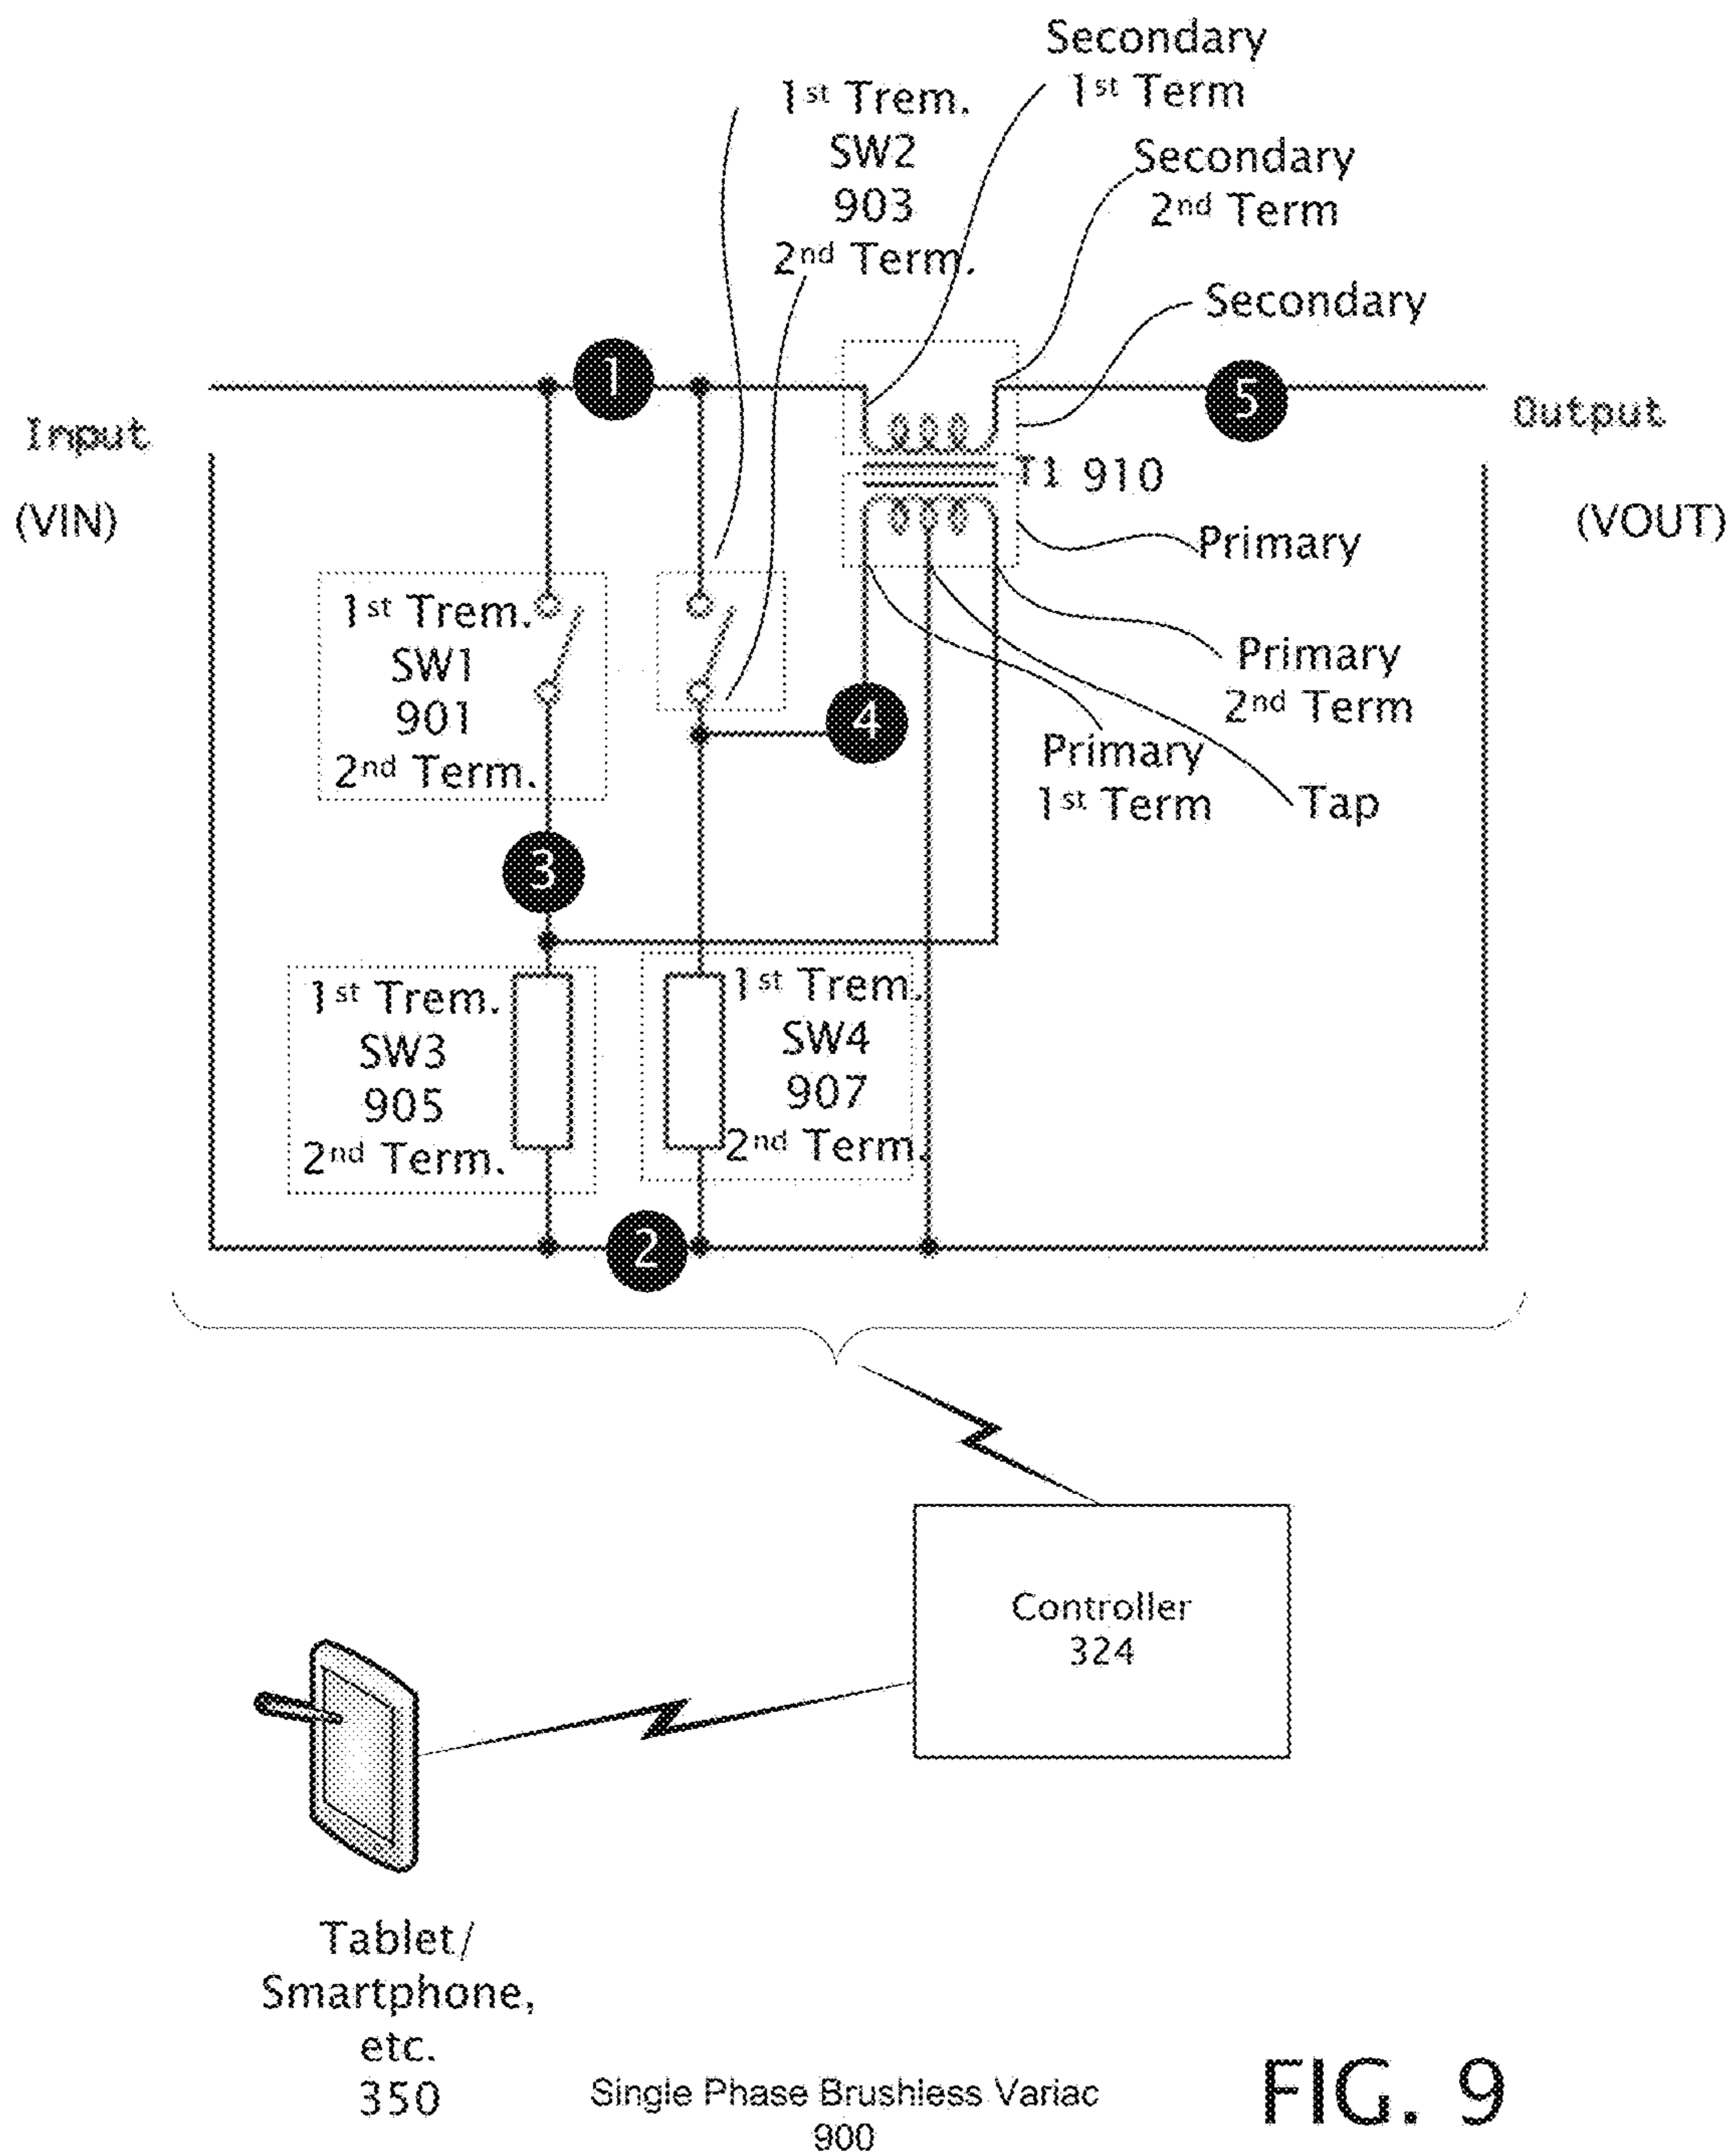 Secondary
1st Term
1st Trem.
SW2
903
2nd Term.
Secondary
2nd Term
Secondary
1
5
Input
(VIN)
Output
(VOUT)
T1 910
Primary
1st Trem.
SW1
901
2nd Term.
4
Primary
2nd Term
Primary
1st Term
Tap
3
1st Trem.
SW3
905
2nd Term.
1st Trem.
SW4
907
2nd Term.
2
Controller
324
Tablet/
Smartphone,
etc.
350
Single Phase Brushless Variac
900
FIG. 9